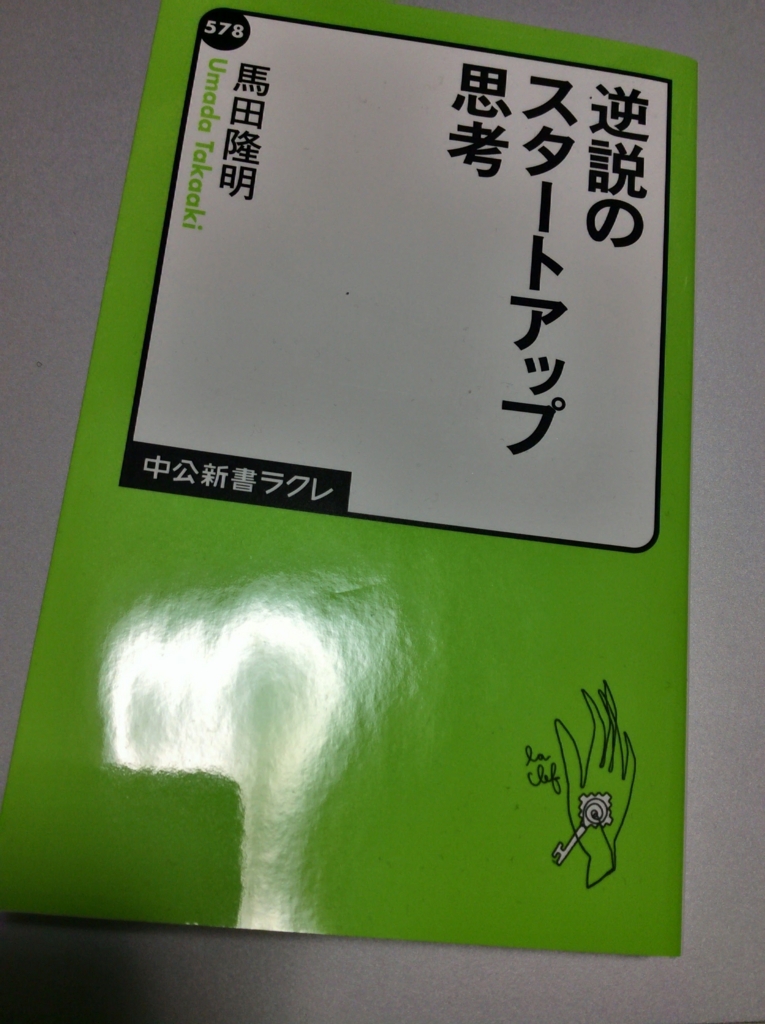 逆説の
スタートアップ
思考
馬田隆明
Umada Takaaki
578
中公新書ラクレ
la
clef